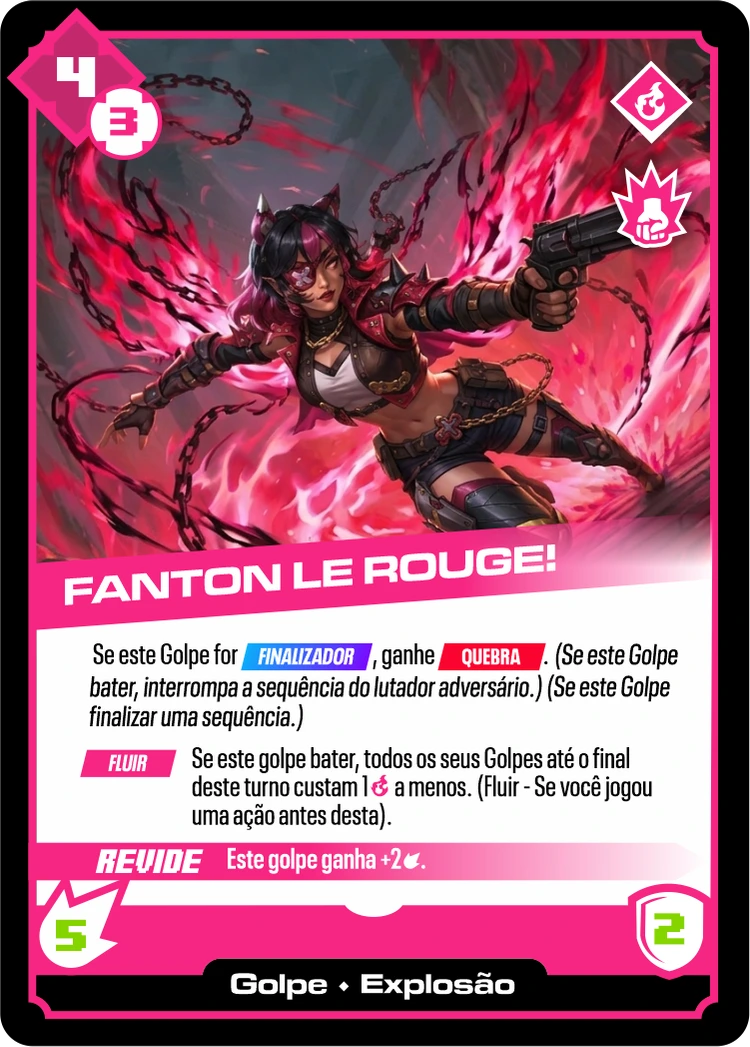 4
3
FANTON LE ROUGE!
Se este Golpe for FINALIZADOR, ganhe QUEBRA. (Se este Golpe
bater, interrompa a sequência do lutador adversário.) (Se este Golpe
finalizar uma sequência.)
FLUIR Se este golpe bater, todos os seus Golpes até o final
deste turno custam 1 a menos. (Fluir - Se você jogou
uma ação antes desta).
REVIDE Este golpe ganha +2.
5
2
Golpe • Explosão